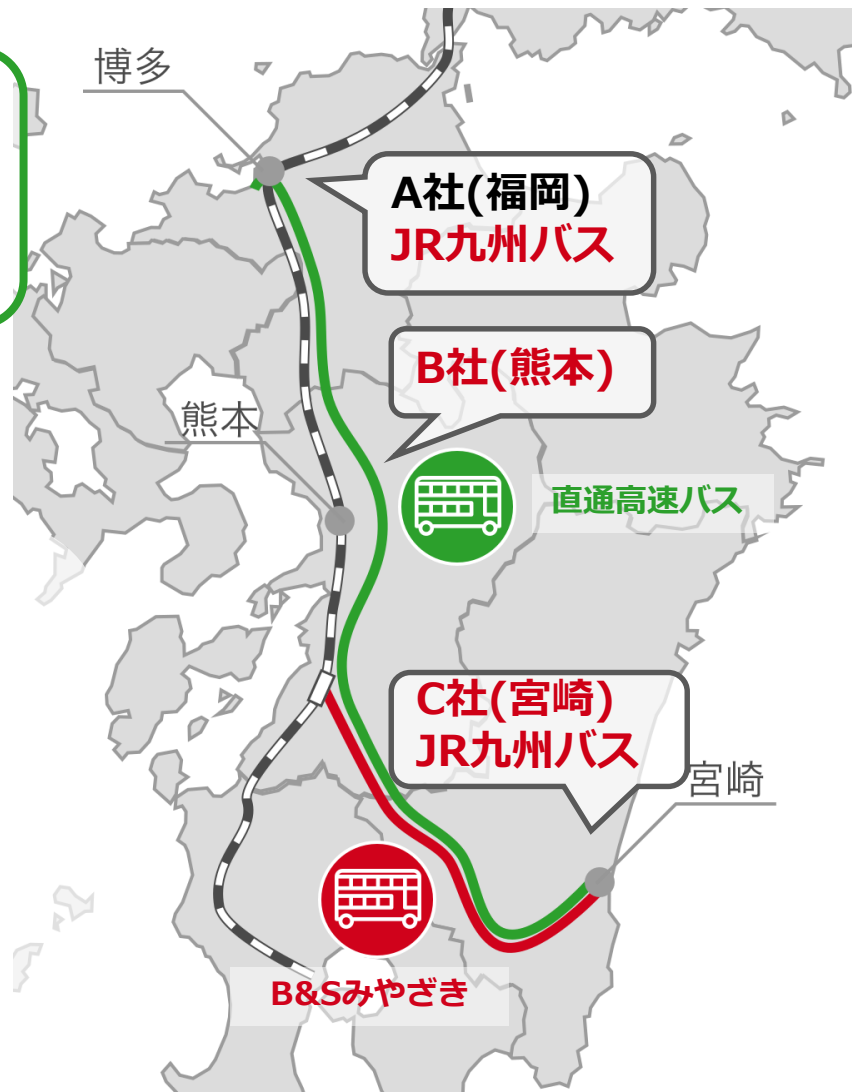 博多
A社(福岡)
JR九州バス
B社(熊本)
熊本
直通高速バス
C社(宮崎)
JR九州バス
宮崎
B&Sみやざき